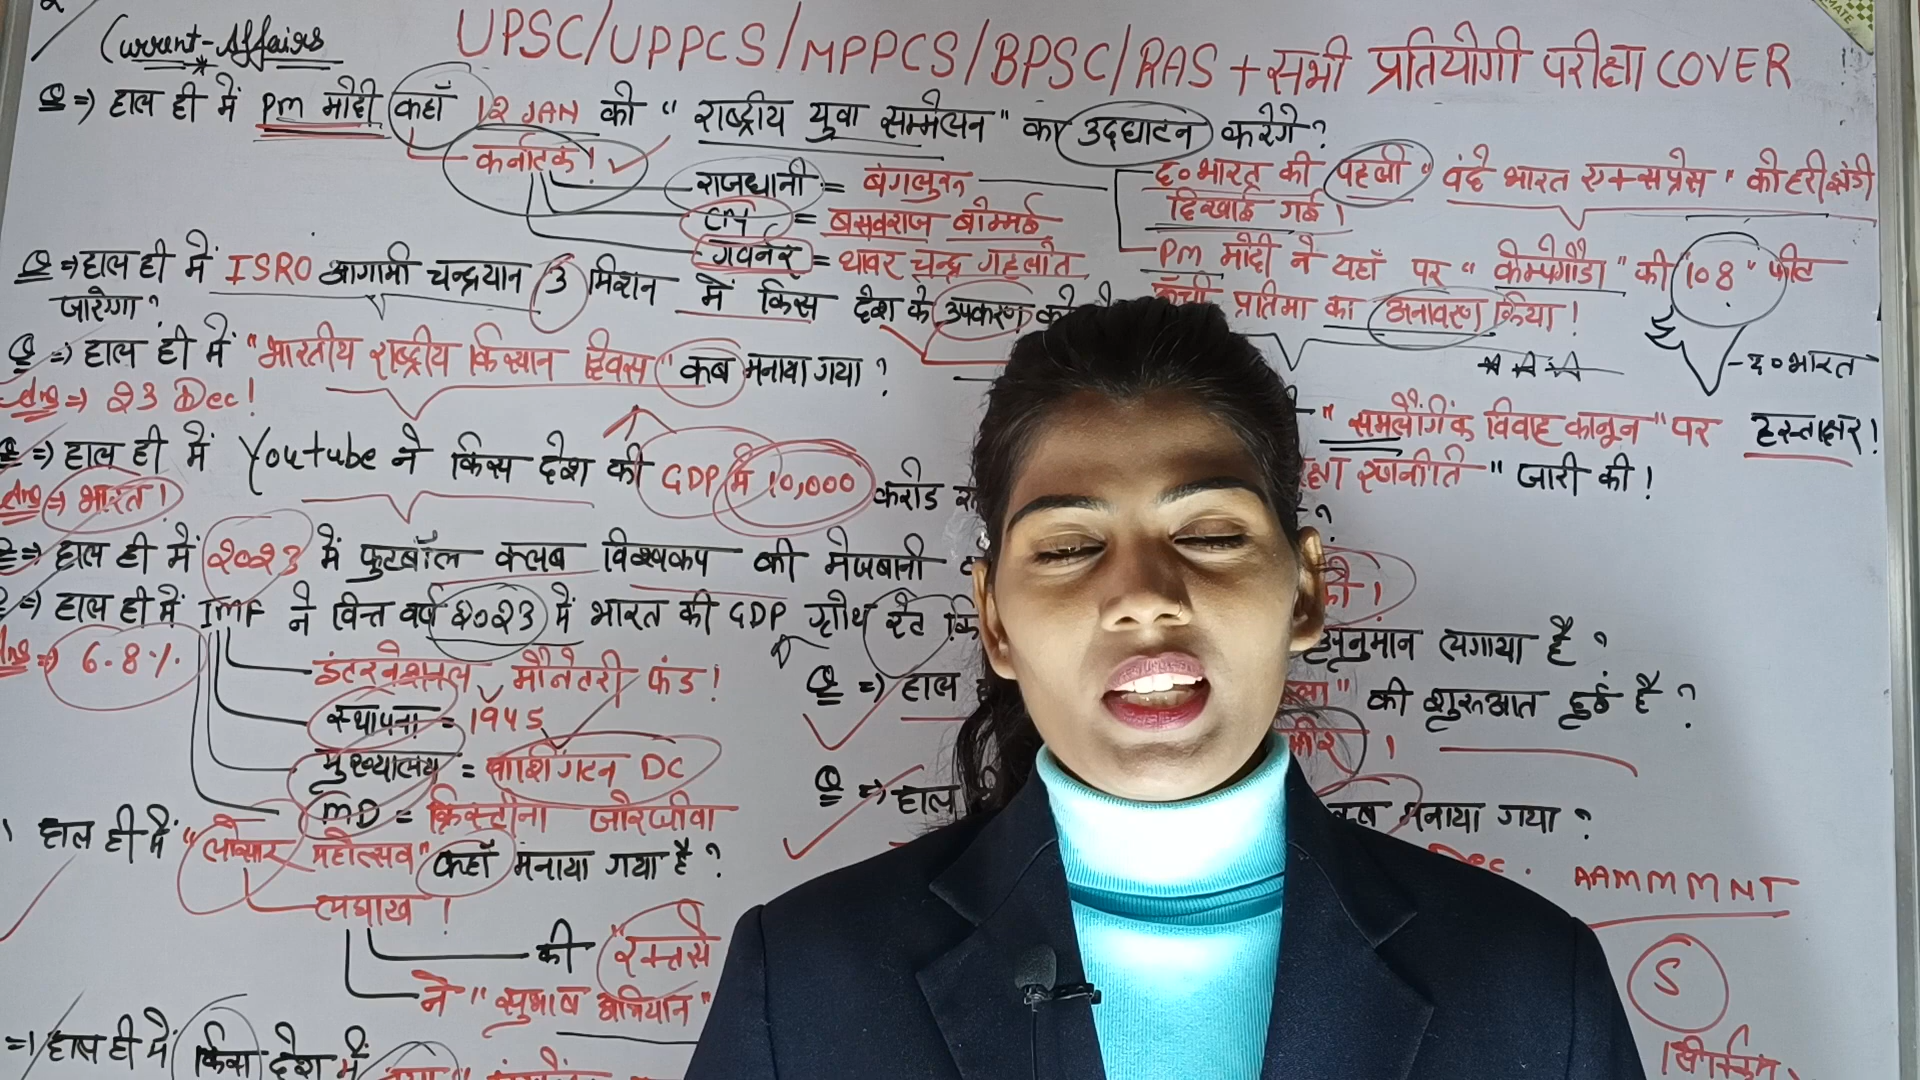 Current-Affairs
UPSC/UPPCS/MPPCS/BPSC/RAS+सभी प्रतियोगी परीक्षा COVER
Q ⇒ हाल ही में PM मोदी कहाँ 12 JAN को "राष्ट्रीय युवा सम्मेलन" का उद्घाटन करेगे?
कर्नाटक!
राजधानी = बंगलुरु
CM = बसवराज बोम्मई
गवर्नर = थावर चन्द्र गहलोत
द० भारत की पहली "वंदे भारत एक्सप्रेस" को हरी झंडी
दिखाई गई।
PM मोदी ने यहाँ पर "केम्पेगौडा" की 108 "फीट
ऊँची प्रतिमा का अनावरण किया!
द० भारत
Q ⇒ हाल ही में ISRO आगामी चन्द्रयान 3 मिशन में किस देश के उपकरण को
जारेगा?
Q ⇒ हाल ही में "भारतीय राष्ट्रीय किसान दिवस" कब मनाया गया?
Ans ⇒ 23 Dec!
"समलैंगिक विवाह कानून" पर हस्ताक्षर!
रणनीति" जारी की!
Q ⇒ हाल ही में Youtube ने किस देश की GDP में 10,000 करोड
Ans ⇒ भारत!
⇒ हाल ही में 2023 में फुटबॉल क्लब विश्वकप की मेजबानी
⇒ हाल ही में IMF ने वित्त वर्ष 2023 में भारत की GDP ग्रोथ रेट
अनुमान लगाया है?
Ans ⇒ 6.8%
इंटरनेशनल मौनेटरी फंड!
स्थापना = 1945
मुख्यालय = वाशिंगटन DC
MD = क्रिस्टीना जोरजीवा
Q ⇒ हाल
की शुरुआत हुई है?
Q ⇒ हाल
मनाया गया?
हाल ही में "लोसार महोत्सव" कहाँ मनाया गया है?
लद्दाख!
की
ने "सुभाष अभियान"
AAMMMNT
S
सिक्किम
⇒ हाल ही में किस देश में